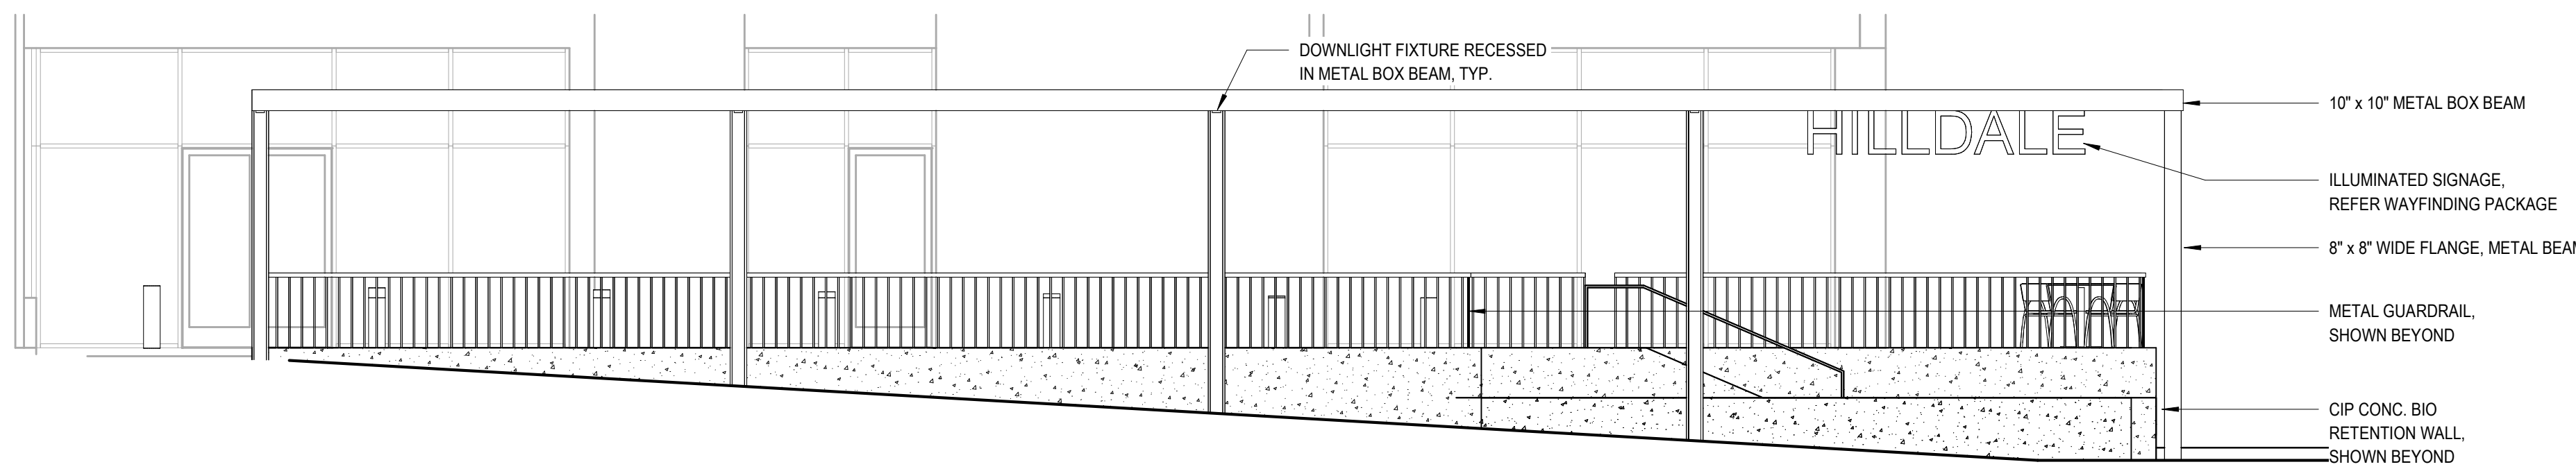 DOWNLIGHT FIXTURE RECESSED
IN METAL BOX BEAM, TYP.
10" x 10" METAL BOX BEAM
HILLDALE
ILLUMINATED SIGNAGE,
REFER WAYFINDING PACKAGE
8" x 8" WIDE FLANGE, METAL
METAL GUARDRAIL,
SHOWN BEYOND
CIP CONC. BIO
RETENTION WALL,
SHOWN BEYOND